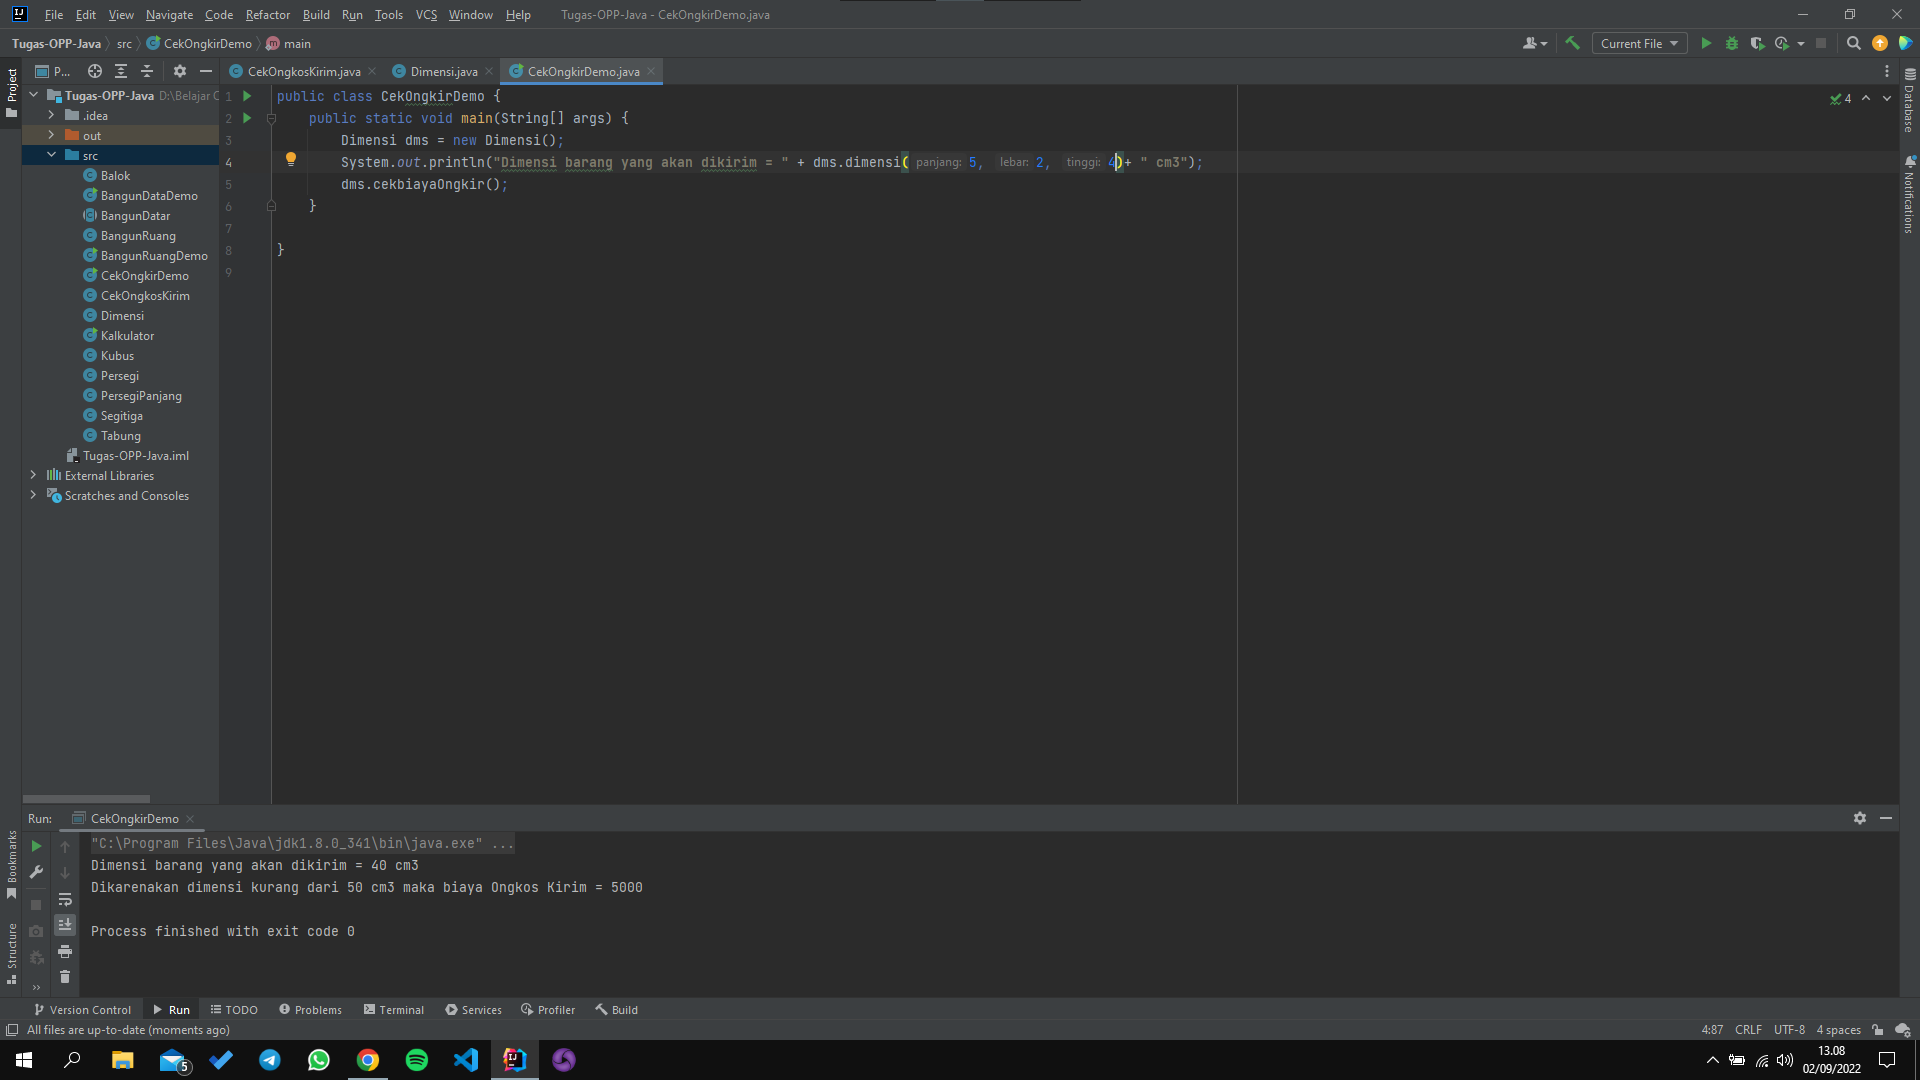 File Edit View Navigate Code Refactor Build Run Tools VCS Window Help Tugas-OPP-Java - CekOngkirDemo.java
Tugas-OPP-Java src CekOngkirDemo main
Current File
P...
CekOngkosKirim.java Dimensi.java CekOngkirDemo.java
Project
Tugas-OPP-Java D:\Belajar C
.idea
out
src
Balok
BangunDataDemo
BangunDatar
BangunRuang
BangunRuangDemo
CekOngkirDemo
CekOngkosKirim
Dimensi
Kalkulator
Kubus
Persegi
PersegiPanjang
Segitiga
Tabung
Tugas-OPP-Java.iml
External Libraries
Scratches and Consoles
1 public class CekOngkirDemo {
2 public static void main(String[] args) {
3 Dimensi dms = new Dimensi();
4 System.out.println("Dimensi barang yang akan dikirim = " + dms.dimensi( panjang: 5, lebar: 2, tinggi: 4)+ " cm3");
5 dms.cekbiayaOngkir();
6 }
7
8 }
9
4
Database
Notifications
Run: CekOngkirDemo
"C:\Program Files\Java\jdk1.8.0_341\bin\java.exe" ...
Dimensi barang yang akan dikirim = 40 cm3
Dikarenakan dimensi kurang dari 50 cm3 maka biaya Ongkos Kirim = 5000
Process finished with exit code 0
Bookmarks
Structure
Version Control Run TODO Problems Terminal Services Profiler Build
All files are up-to-date (moments ago) 4:87 CRLF UTF-8 4 spaces
5
13.08
02/09/2022